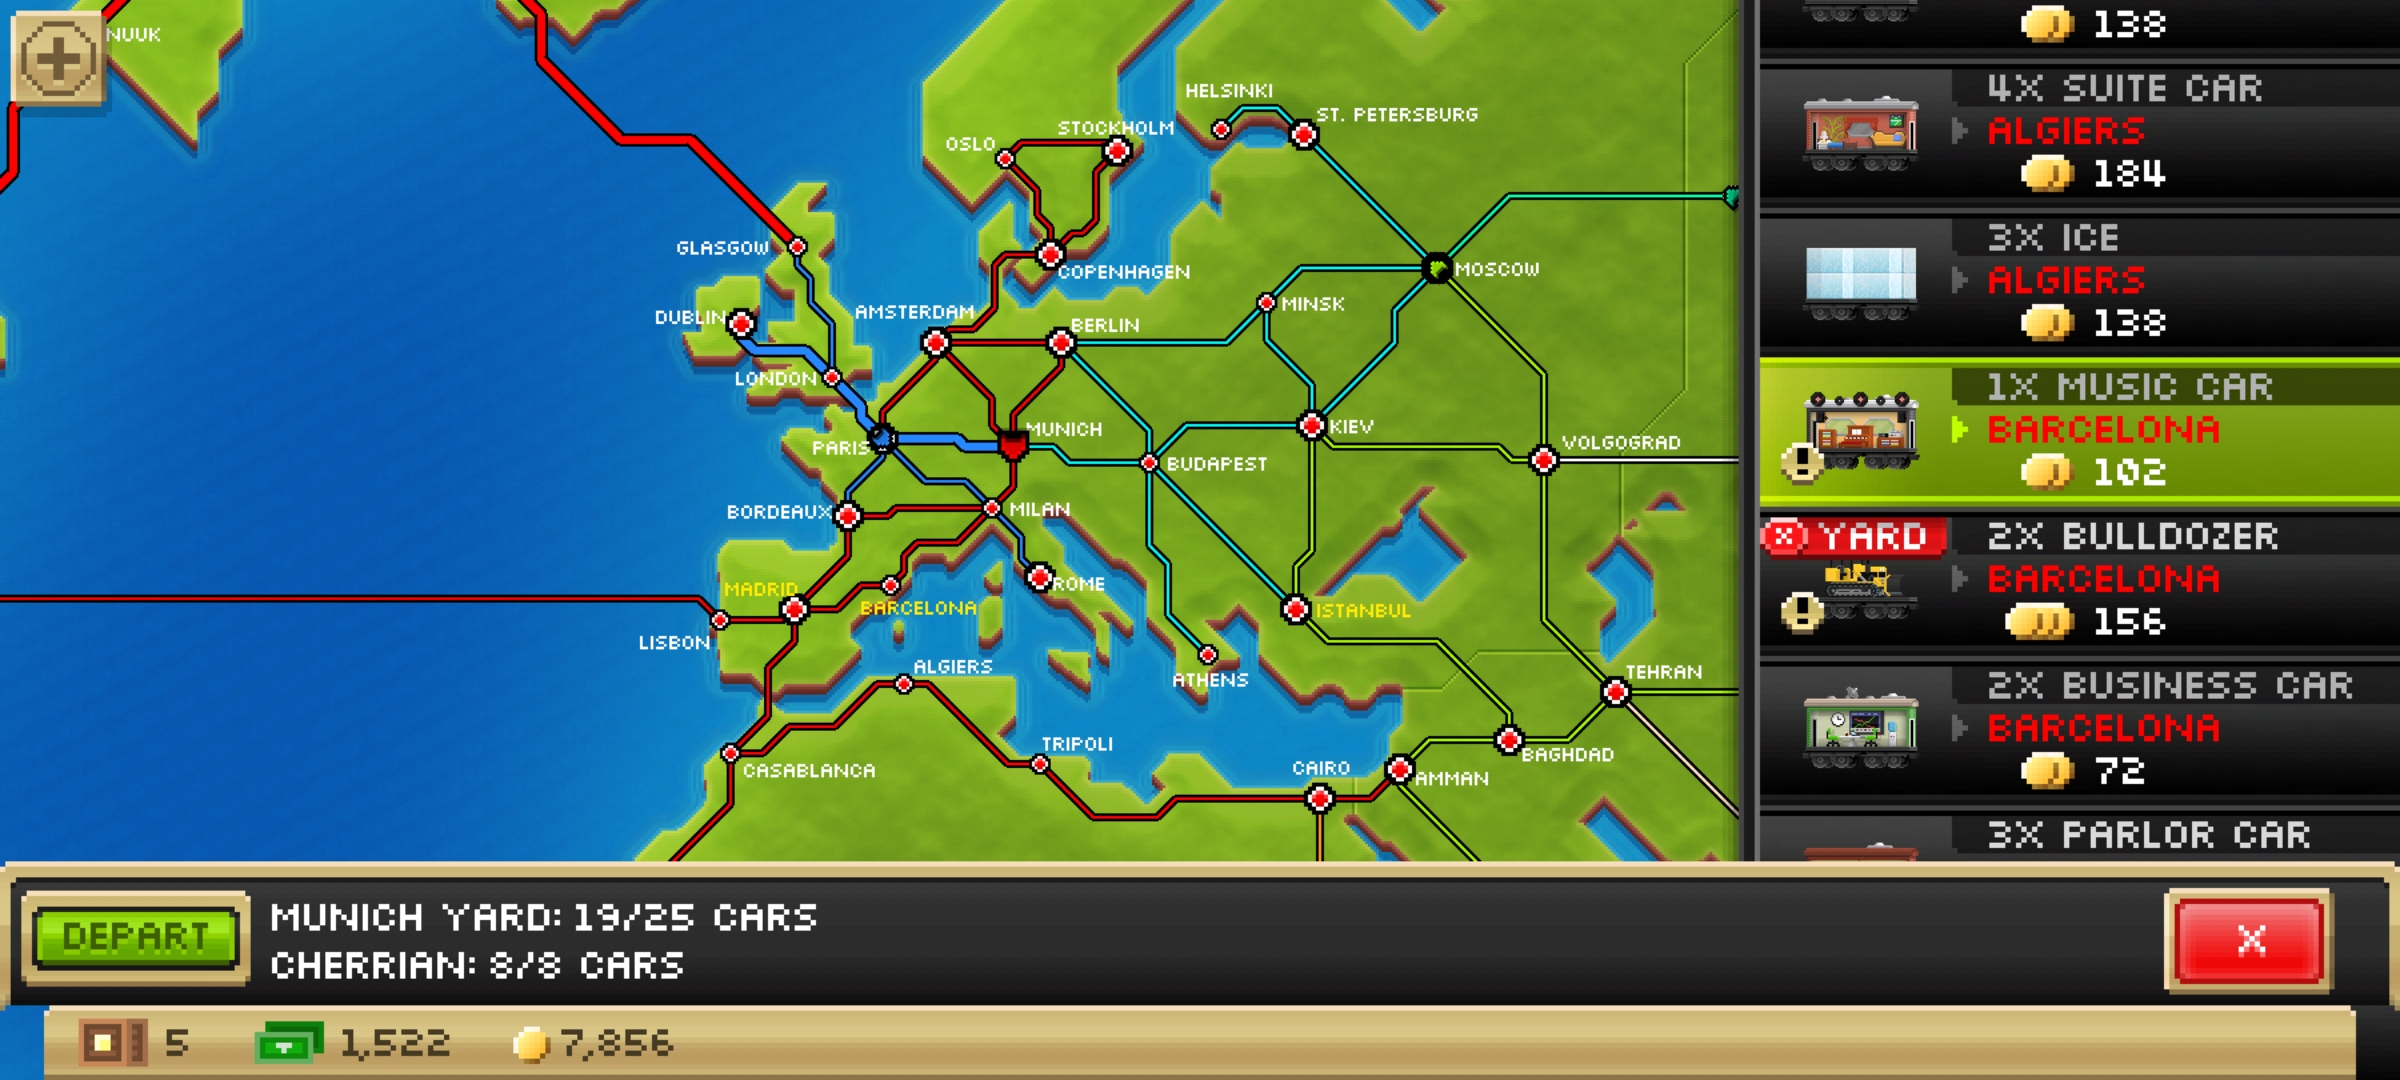 NUUK
HELSINKI
ST. PETERSBURG
STOCKHOLM
OSLO
GLASGOW
COPENHAGEN
MOSCOW
DUBLIN
AMSTERDAM
BERLIN
MINSK
LONDON
PARIS
MUNICH
KIEV
VOLGOGRAD
BUDAPEST
BORDEAUX
MILAN
MADRID
BARCELONA
ROME
ISTANBUL
LISBON
ALGIERS
ATHENS
TEHRAN
CASABLANCA
TRIPOLI
CAIRO
AMMAN
BAGHDAD
138
4X SUITE CAR
ALGIERS
184
3X ICE
ALGIERS
138
1X MUSIC CAR
BARCELONA
102
YARD
2X BULLDOZER
BARCELONA
156
2X BUSINESS CAR
BARCELONA
72
3X PARLOR CAR
DEPART
MUNICH YARD: 19/25 CARS
CHERRIAN: 8/8 CARS
X
5
1,522
7,856